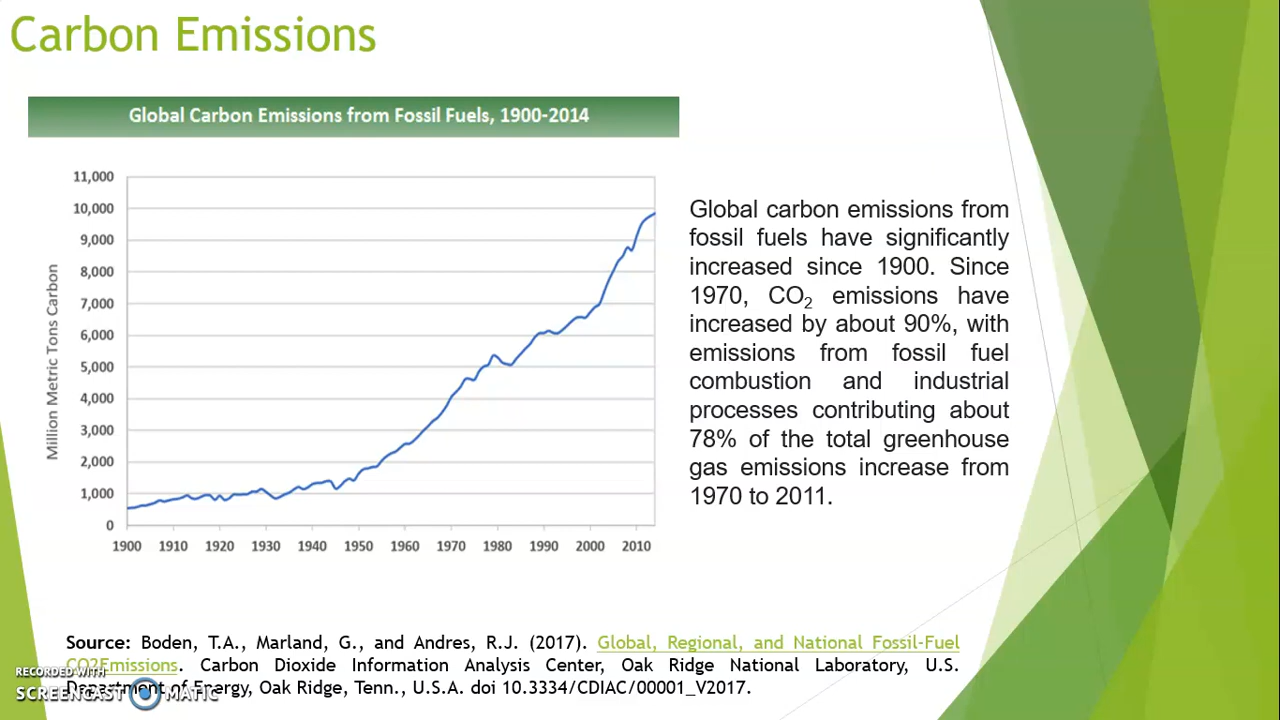 Carbon Emissions
Global Carbon Emissions from Fossil Fuels, 1900-2014
Million Metric Tons Carbon
11,000
10,000
9,000
8,000
7,000
6,000
5,000
4,000
3,000
2,000
1,000
0
1900 1910 1920 1930 1940 1950 1960 1970 1980 1990 2000 2010
Global carbon emissions from
fossil fuels have significantly
increased since 1900. Since
1970, CO₂ emissions have
increased by about 90%, with
emissions from fossil fuel
combustion and industrial
processes contributing about
78% of the total greenhouse
gas emissions increase from
1970 to 2011.
Source: Boden, T.A., Marland, G., and Andres, R.J. (2017). Global, Regional, and National Fossil-Fuel
CO2Emissions. Carbon Dioxide Information Analysis Center, Oak Ridge National Laboratory, U.S.
Department of Energy, Oak Ridge, Tenn., U.S.A. doi 10.3334/CDIAC/00001_V2017.
RECORDED WITH
SCREENCAST MATIC